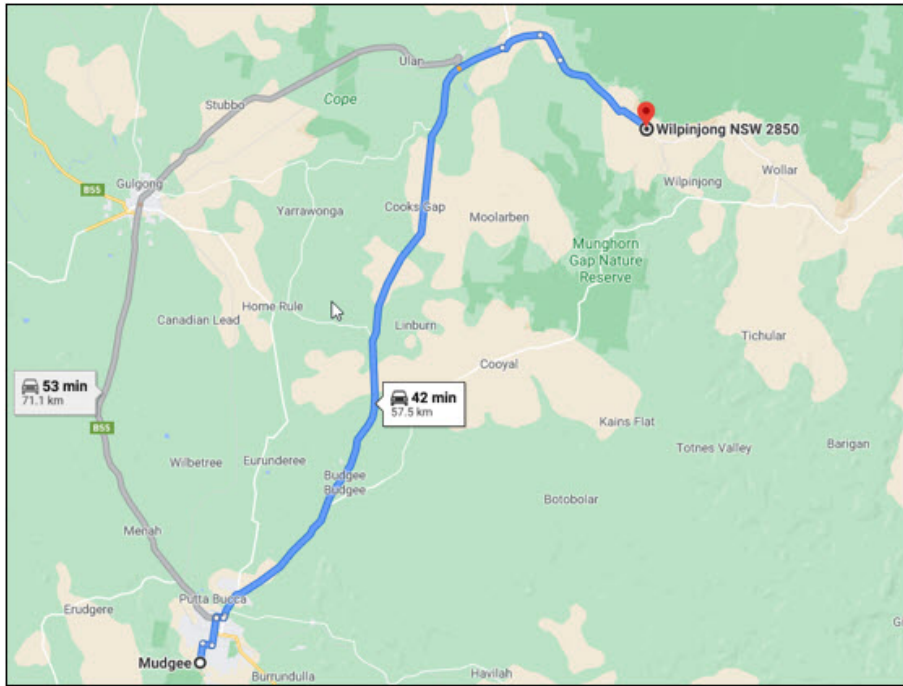 Ulan
Cope
Stubbo
Wilpinjong NSW 2850
Wollar
Wilpinjong
B55
Gulgong
Yarrawonga
Cooks Gap
Moolarben
Munghorn
Gap Nature
Reserve
Home Rule
Canadian Lead
Linburn
Tichular
Cooyal
53 min
71.1 km
42 min
57.5 km
B55
Kains Flat
Totnes Valley
Barigan
Wilbetree
Eurunderee
Budgee
Budgee
Botobolar
Menah
Putta Bucca
Erudgere
Mudgee
Burrundulla
Havilah